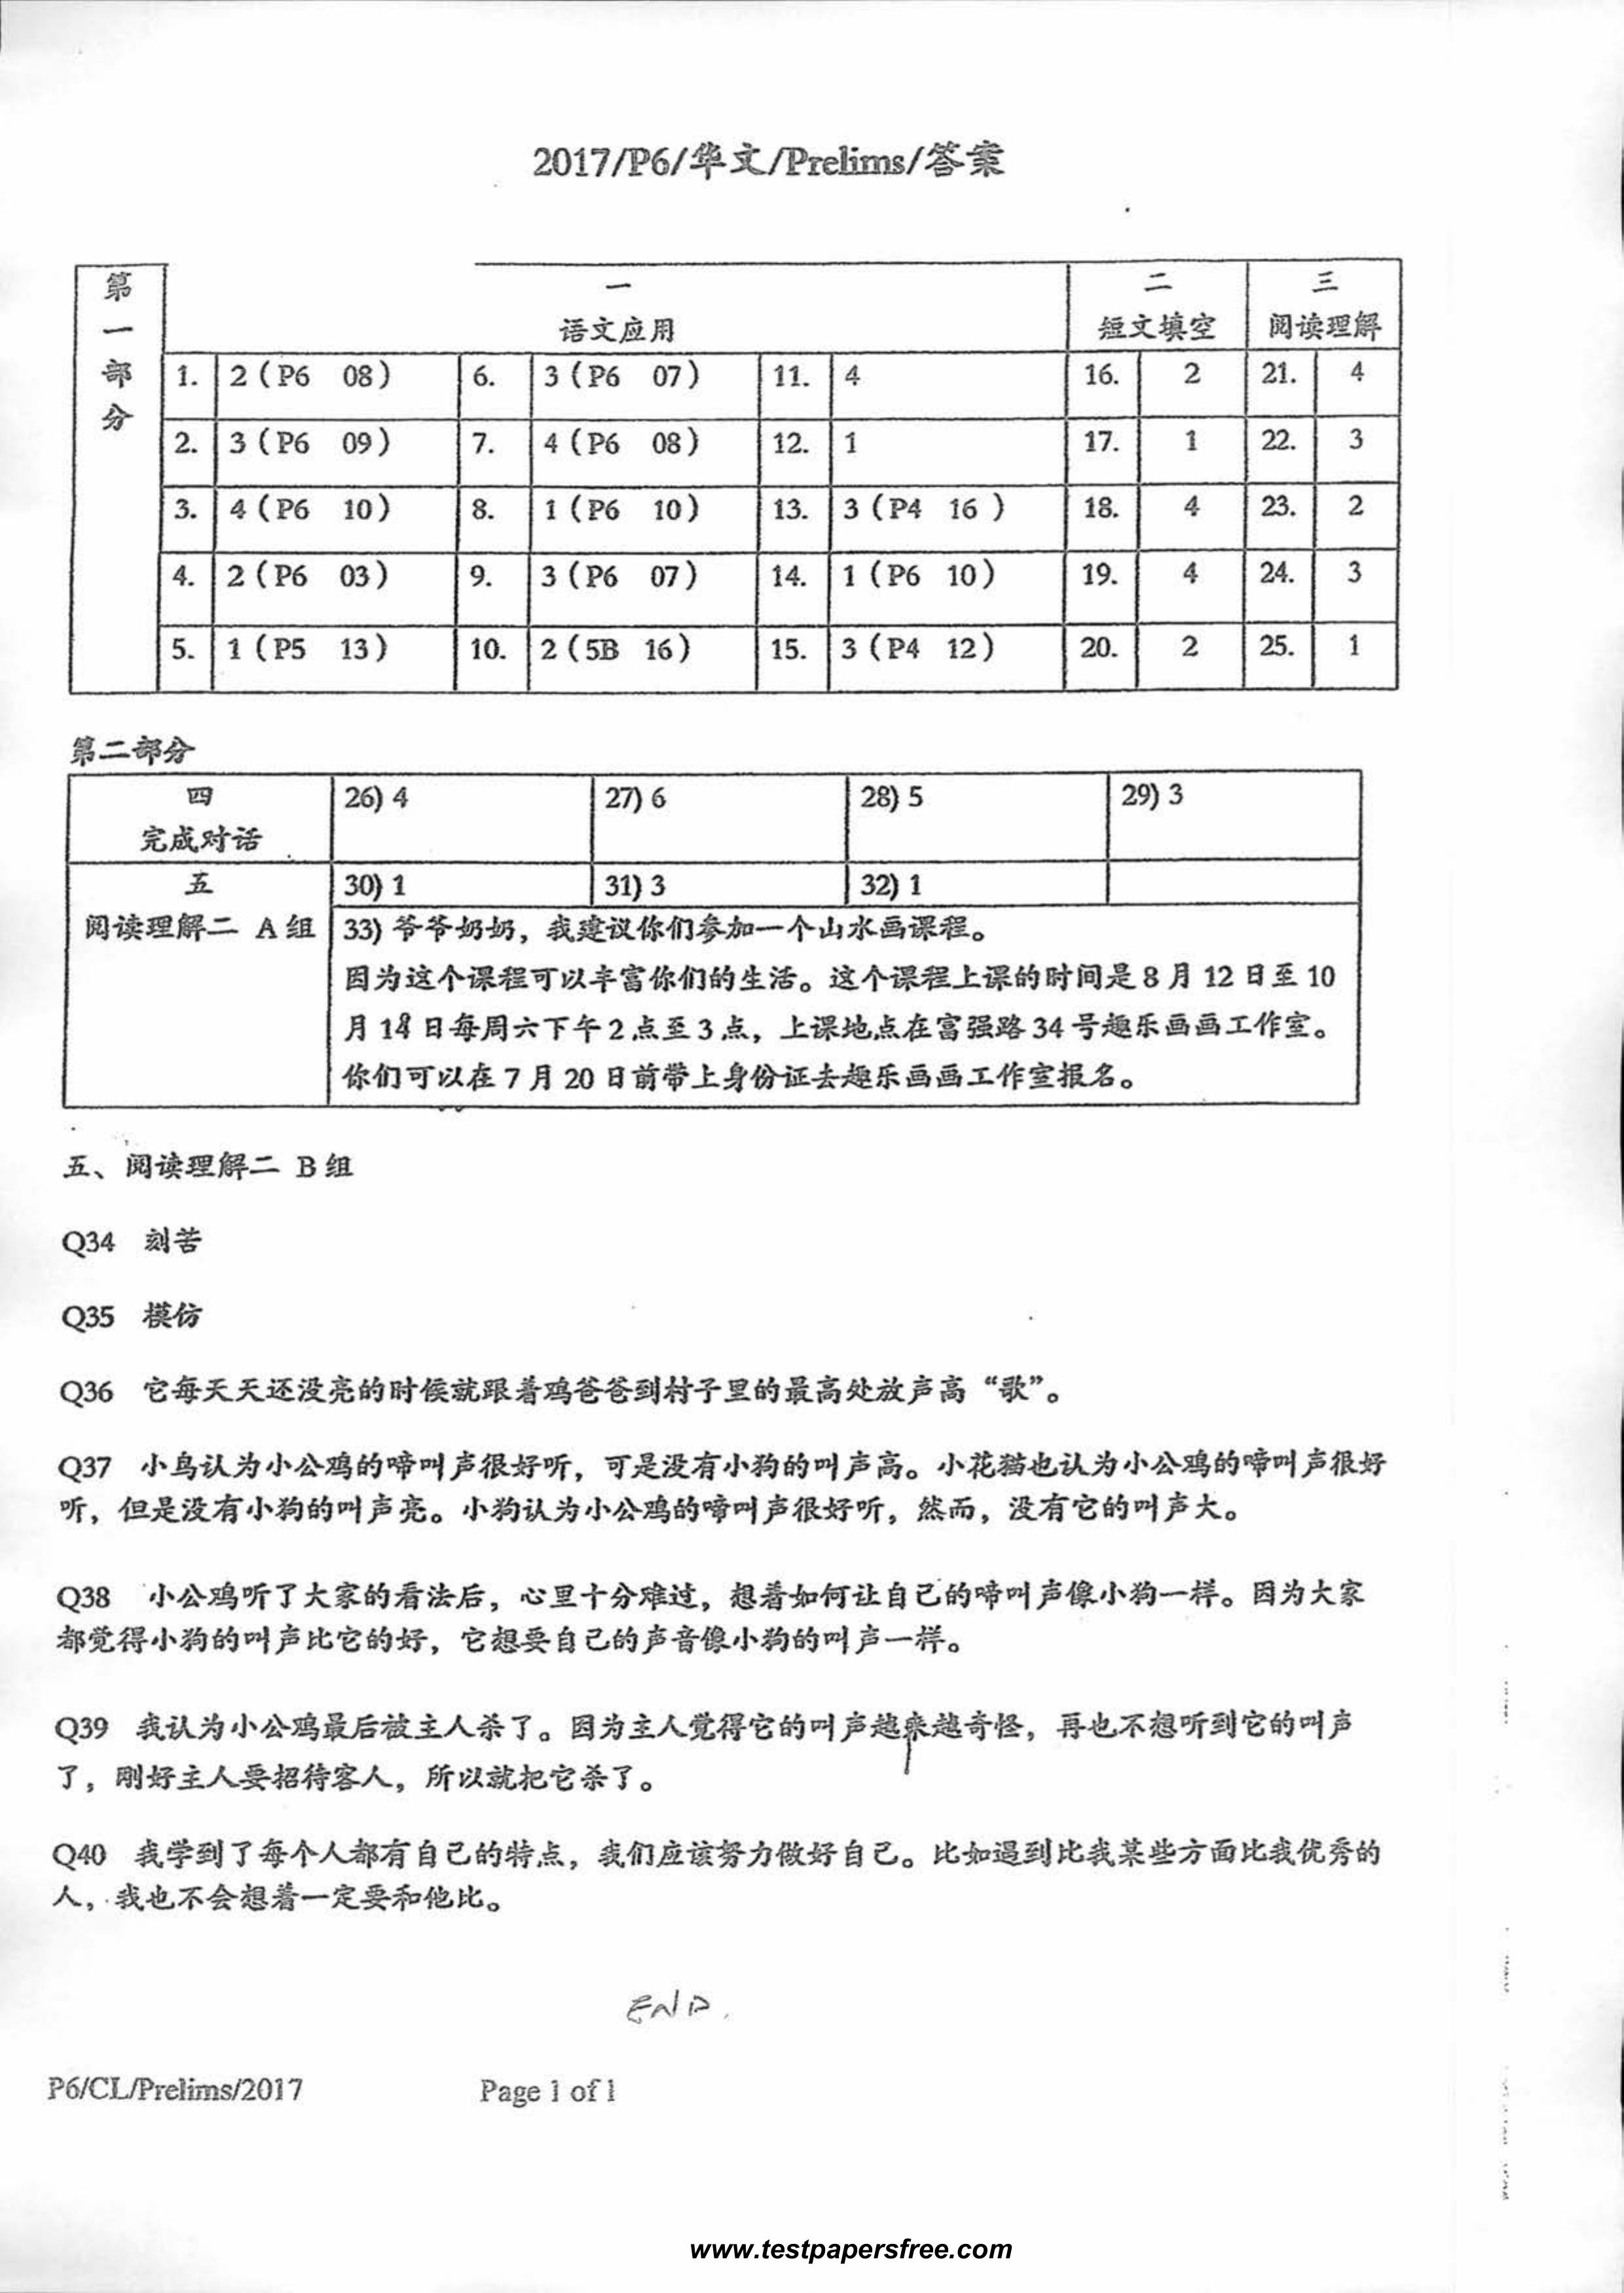 2017/P6/华文/Prelims/答案
第一部分
一 二 三
语文应用 短文填空 阅读理解
1. 2（P6 08） 6. 3（P6 07） 11. 4 16. 2 21. 4
2. 3（P6 09） 7. 4（P6 08） 12. 1 17. 1 22. 3
3. 4（P6 10） 8. 1（P6 10） 13. 3（P4 16 ） 18. 4 23. 2
4. 2（P6 03） 9. 3（P6 07） 14. 1（P6 10） 19. 4 24. 3
5. 1（P5 13） 10. 2（5B 16） 15. 3（P4 12） 20. 2 25. 1
第二部分
四 26) 4 27) 6 28) 5 29) 3
完成对话
五 30) 1 31) 3 32) 1
阅读理解二 A 组 33) 爷爷奶奶，我建议你们参加一个山水画课程。
因为这个课程可以丰富你们的生活。这个课程上课的时间是 8 月 12 日至 10
月 日每周六下午 2 点至 3 点，上课地点在富强路 34 号趣乐画画工作室。
你们可以在 7 月 20 日前带上身份证去趣乐画画工作室报名。
五、阅读理解二 B 组
Q34 刻苦
Q35 模仿
Q36 它每天天还没亮的时候就跟着鸡爸爸到村子里的最高处放声高“歌”。
Q37 小鸟认为小公鸡的啼叫声很好听，可是没有小狗的叫声高。小花猫也认为小公鸡的啼叫声很好
听，但是没有小狗的叫声亮。小狗认为小公鸡的啼叫声很好听，然而，没有它的叫声大。
Q38 小公鸡听了大家的看法后，心里十分难过，想着如何让自己的啼叫声像小狗一样。因为大家
都觉得小狗的叫声比它的好，它想要自己的声音像小狗的叫声一样。
Q39 我认为小公鸡最后被主人杀了。因为主人觉得它的叫声越来越奇怪，再也不想听到它的叫声
了，刚好主人要招待客人，所以就把它杀了。
Q40 我学到了每个人都有自己的特点，我们应该努力做好自己。比如遇到比我某些方面比我优秀的
人，我也不会想着一定要和他比。
END.
P6/CL/Prelims/2017 Page 1 of 1
www.testpapersfree.com